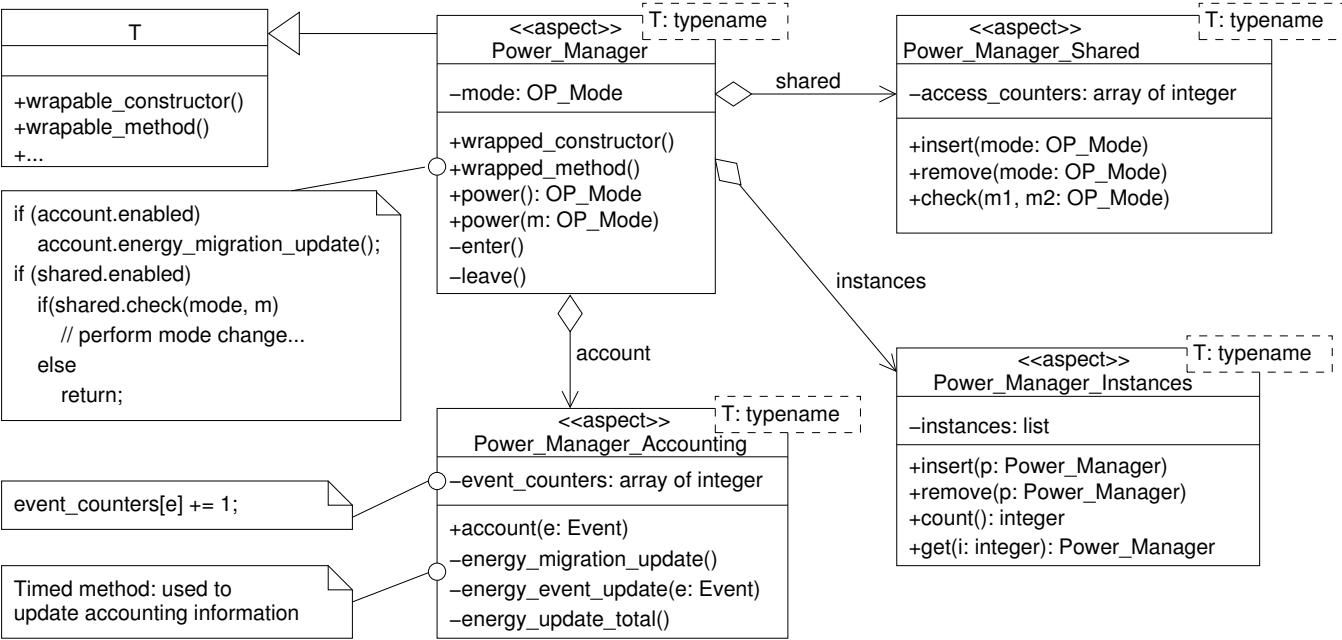 T
+wrapable_constructor()
+wrapable_method()
+...
<<aspect>>
T: typename
Power_Manager
−mode: OP_Mode
+wrapped_constructor()
+wrapped_method()
+power(): OP_Mode
+power(m: OP_Mode)
−enter()
−leave()
shared
<<aspect>>
T: typename
Power_Manager_Shared
−access_counters: array of integer
+insert(mode: OP_Mode)
+remove(mode: OP_Mode)
+check(m1, m2: OP_Mode)
if (account.enabled)
account.energy_migration_update();
if (shared.enabled)
if(shared.check(mode, m)
// perform mode change...
else
return;
instances
account
<<aspect>>
T: typename
Power_Manager_Instances
−instances: list
+insert(p: Power_Manager)
+remove(p: Power_Manager)
+count(): integer
+get(i: integer): Power_Manager
<<aspect>>
T: typename
Power_Manager_Accounting
−event_counters: array of integer
+account(e: Event)
−energy_migration_update()
−energy_event_update(e: Event)
−energy_update_total()
event_counters[e] += 1;
Timed method: used to
update accounting information